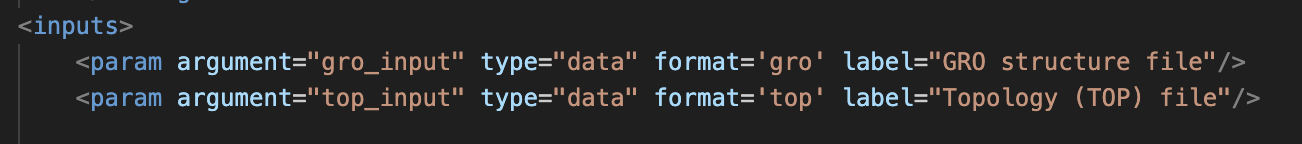 <inputs>
<param argument="gro_input" type="data" format='gro' label="GRO structure file"/>
<param argument="top_input" type="data" format='top' label="Topology (TOP) file"/>